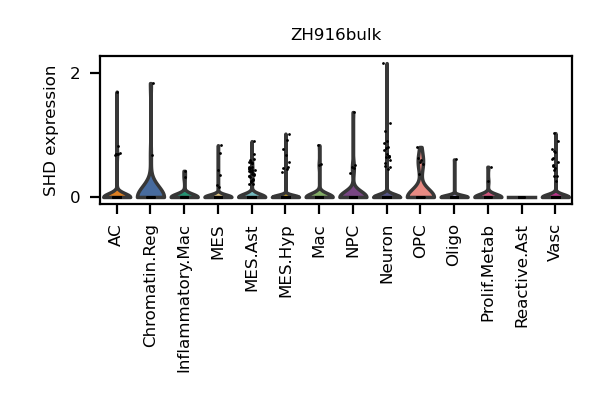 ZH916bulk
SHD expression
2
0
AC
Chromatin.Reg
Inflammatory.Mac
MES
MES.Ast
MES.Hyp
Mac
NPC
Neuron
OPC
Oligo
Prolif.Metab
Reactive.Ast
Vasc